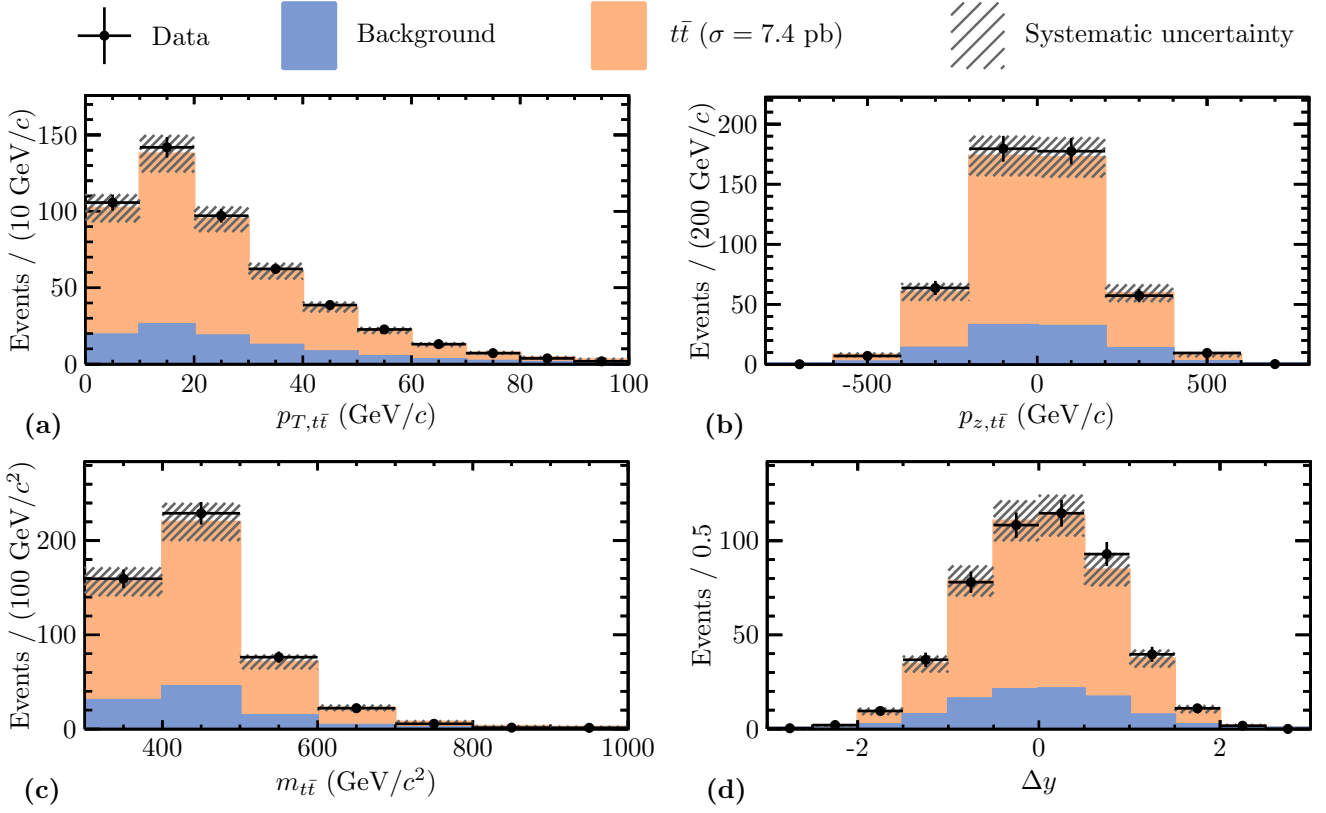 Data
Background
tt̄ (σ = 7.4 pb)
Systematic uncertainty
Events / (10 GeV/c)
150
100
50
0
0 20 40 60 80 100
(a)
p_{T,tt̄} (GeV/c)
Events / (200 GeV/c)
200
150
100
50
0
-500 0 500
(b)
p_{z,tt̄} (GeV/c)
Events / (100 GeV/c²)
200
100
0
400 600 800 1000
(c)
m_{tt̄} (GeV/c²)
Events / 0.5
100
50
0
-2 0 2
(d)
Δy